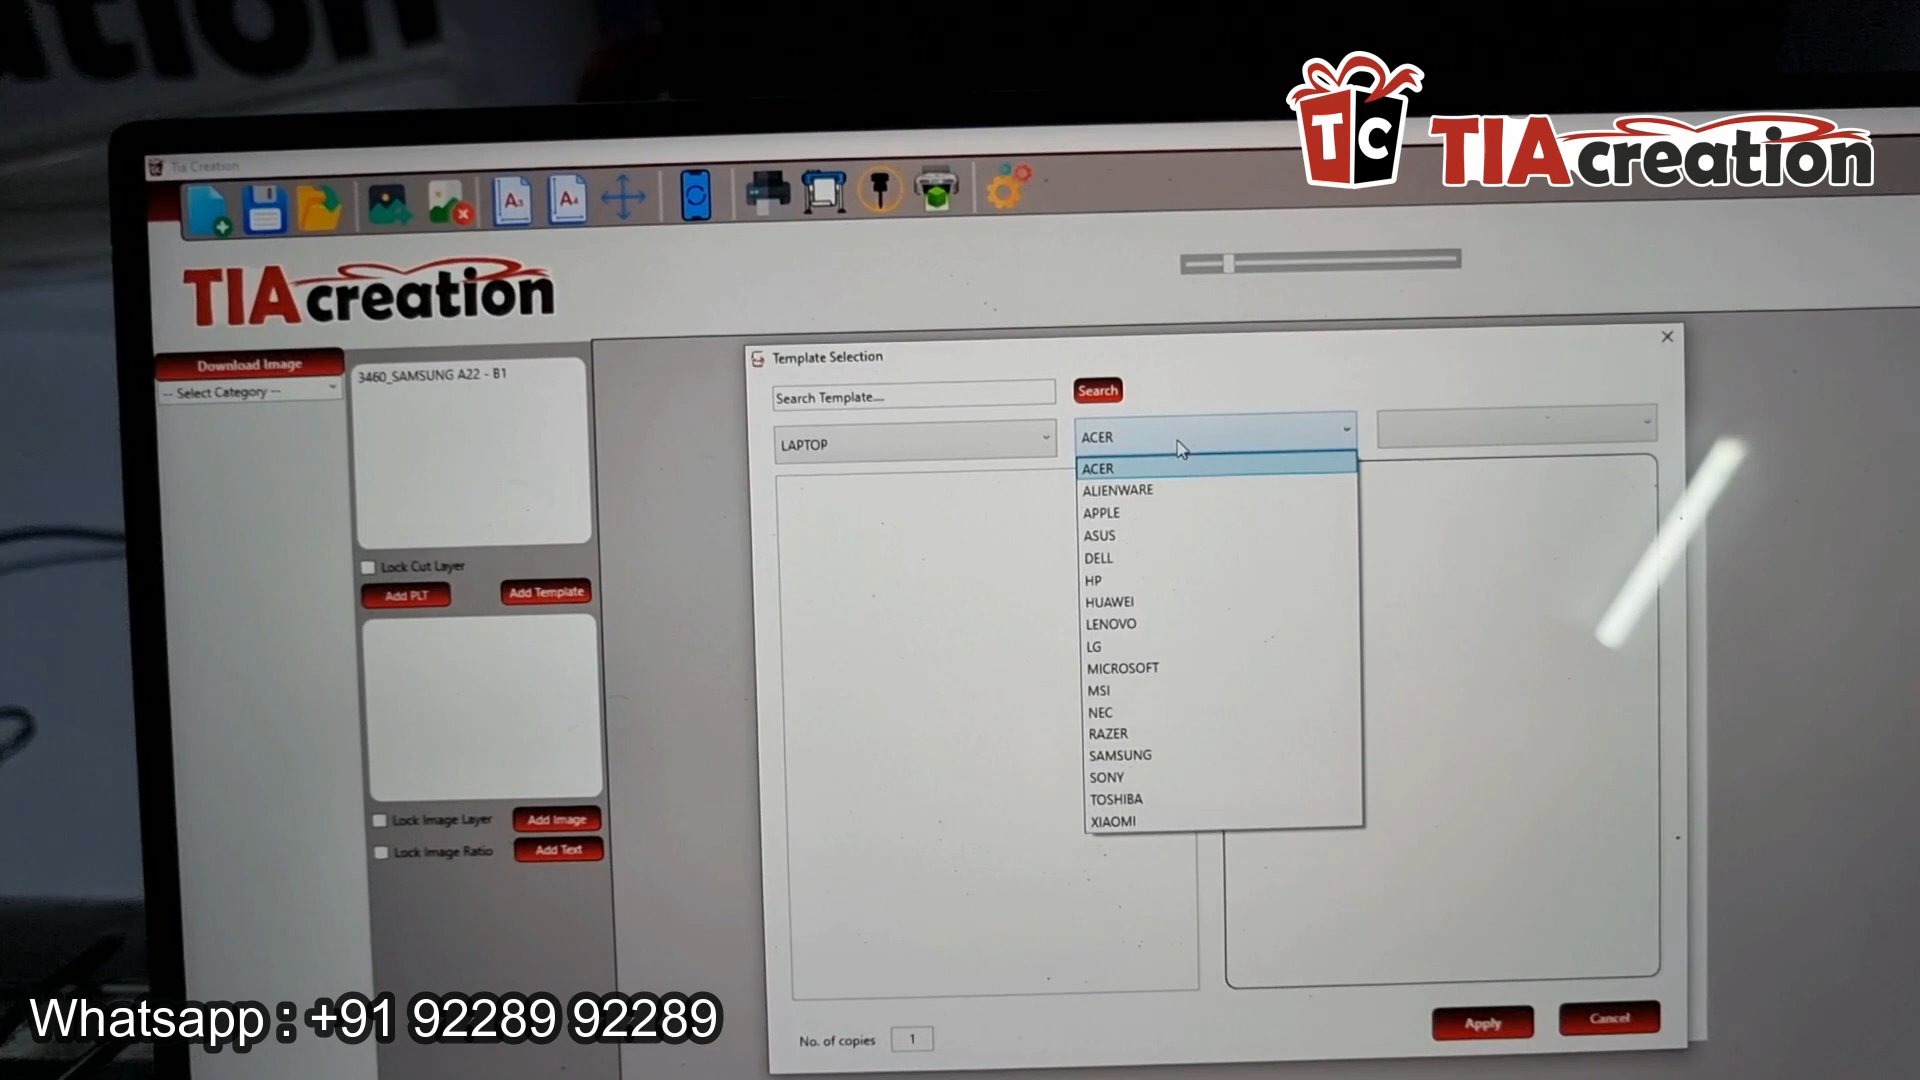 ation
TC TIAcreation
Tia Creation
A3
A4
TIAcreation
Download Image
-- Select Category --
3460_SAMSUNG A22 - B1
Lock Cut Layer
Add PLT
Add Template
Lock Image Layer
Add Image
Lock Image Ratio
Add Text
Template Selection
Search Template....
Search
LAPTOP
ACER
ACER
ALIENWARE
APPLE
ASUS
DELL
HP
HUAWEI
LENOVO
LG
MICROSOFT
MSI
NEC
RAZER
SAMSUNG
SONY
TOSHIBA
XIAOMI
No. of copies
1
Apply
Cancel
Whatsapp : +91 92289 92289